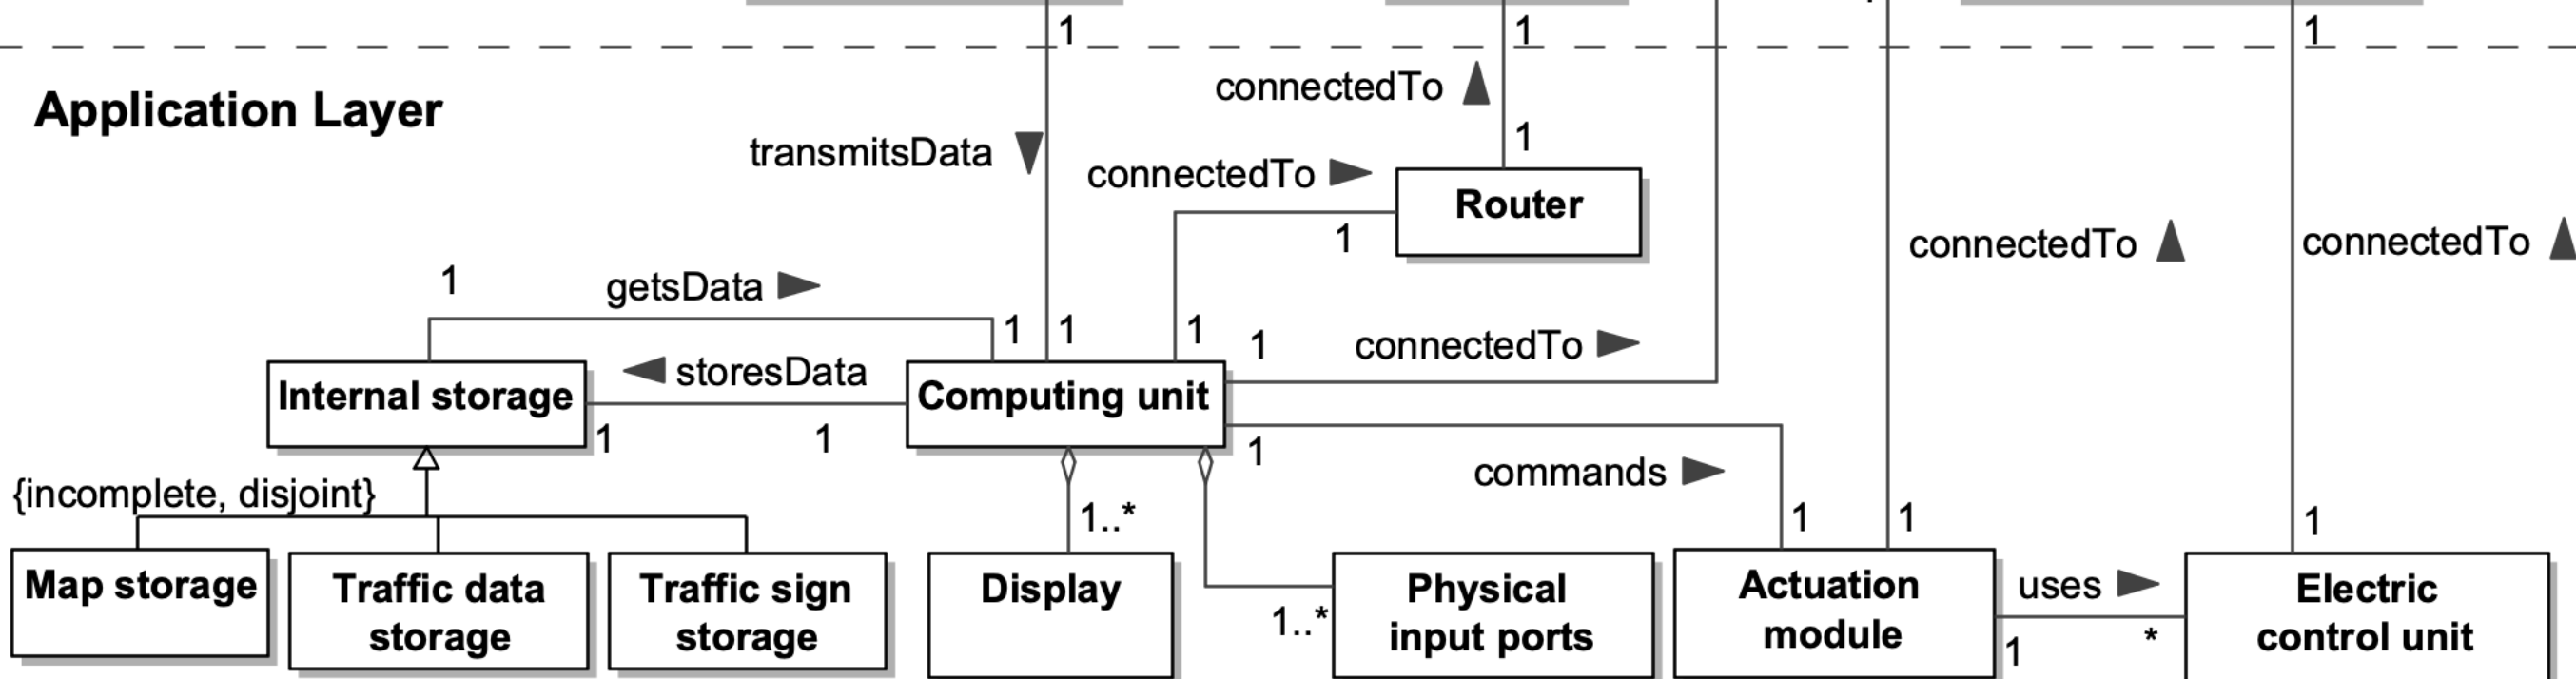 1
1
1
Application Layer
connectedTo
transmitsData
1
connectedTo
Router
1
connectedTo
connectedTo
1
getsData
1
1
1
1
connectedTo
storesData
Internal storage
Computing unit
1
1
1
commands
{incomplete, disjoint}
1..*
1
1
1
Map storage
Traffic data
storage
Traffic sign
storage
Display
1..*
Physical
input ports
Actuation
module
uses
1
*
Electric
control unit